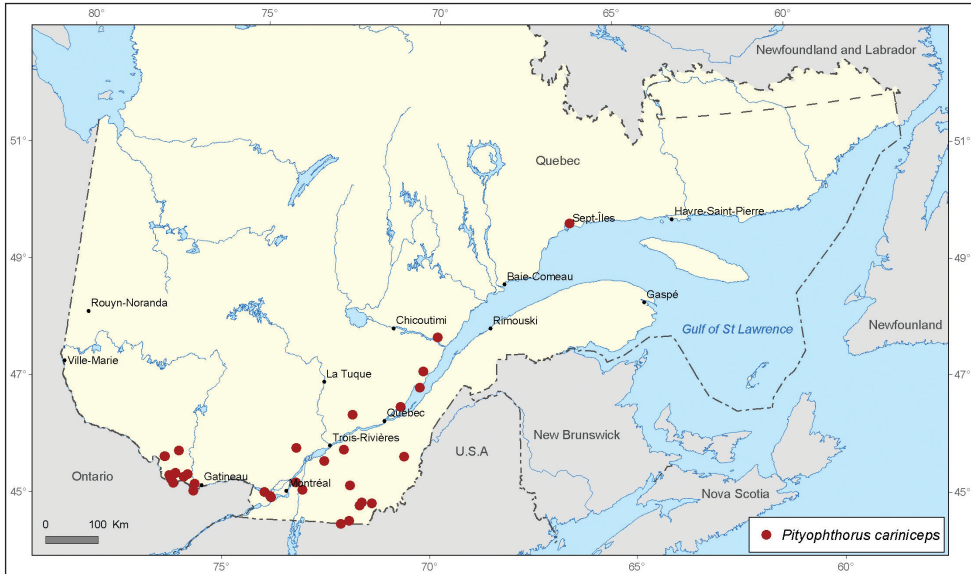 80° 75° 70° 65° 60°
Newfoundland and Labrador
51° 51°
Quebec
Sept-Îles
Havre-Saint-Pierre
49° 49°
Baie-Comeau
Rouyn-Noranda
Gaspé
Chicoutimi
Rimouski
Gulf of St Lawrence
Newfounland
Ville-Marie
47° 47°
La Tuque
Québec
Trois-Rivières
New Brunswick
U.S.A
Ontario
Gatineau
Montréal
45° 45°
Nova Scotia
0 100 Km
Pityophthorus cariniceps
75° 70° 65° 60°